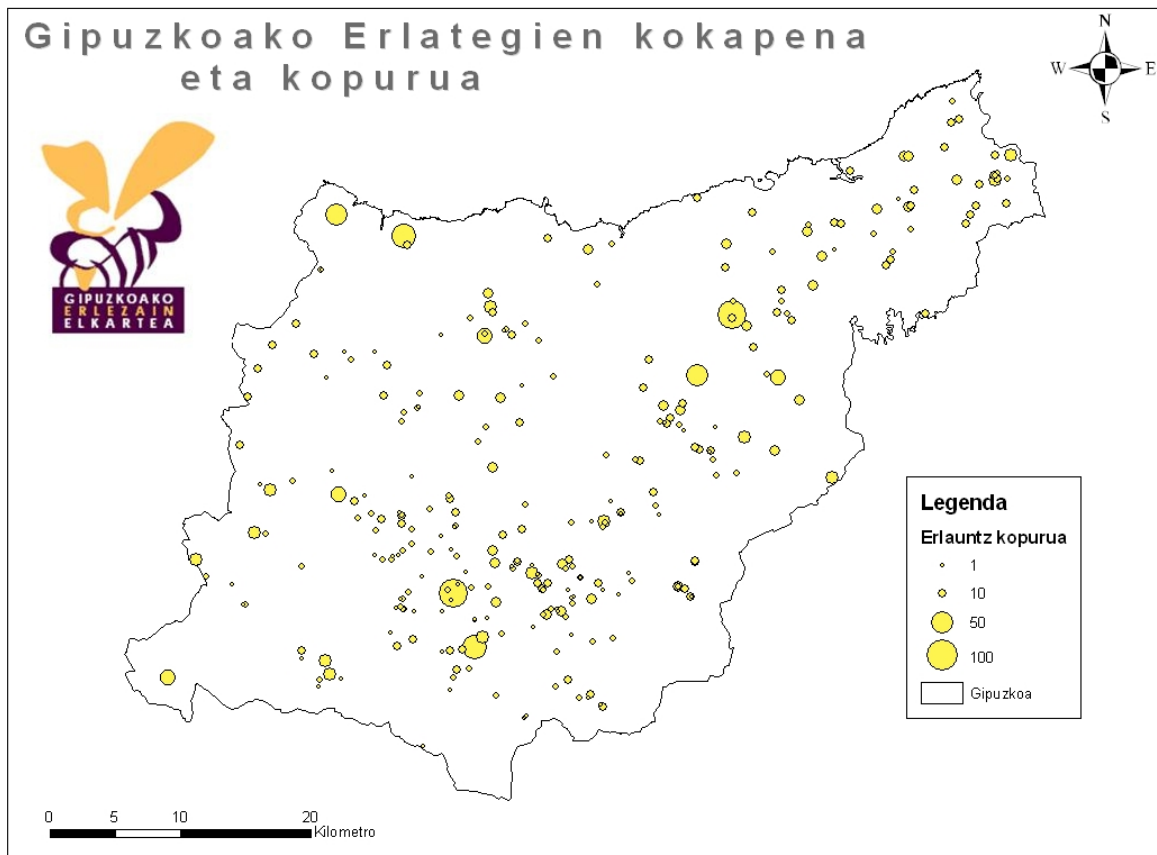 Gipuzkoako Erlategien kokapena
eta kopurua
N
W E
S
GIPUZKOAKO
ERLEZAIN
ELKARTEA
Legenda
Erlauntz kopurua
1
10
50
100
Gipuzkoa
0 5 10 20
Kilometro